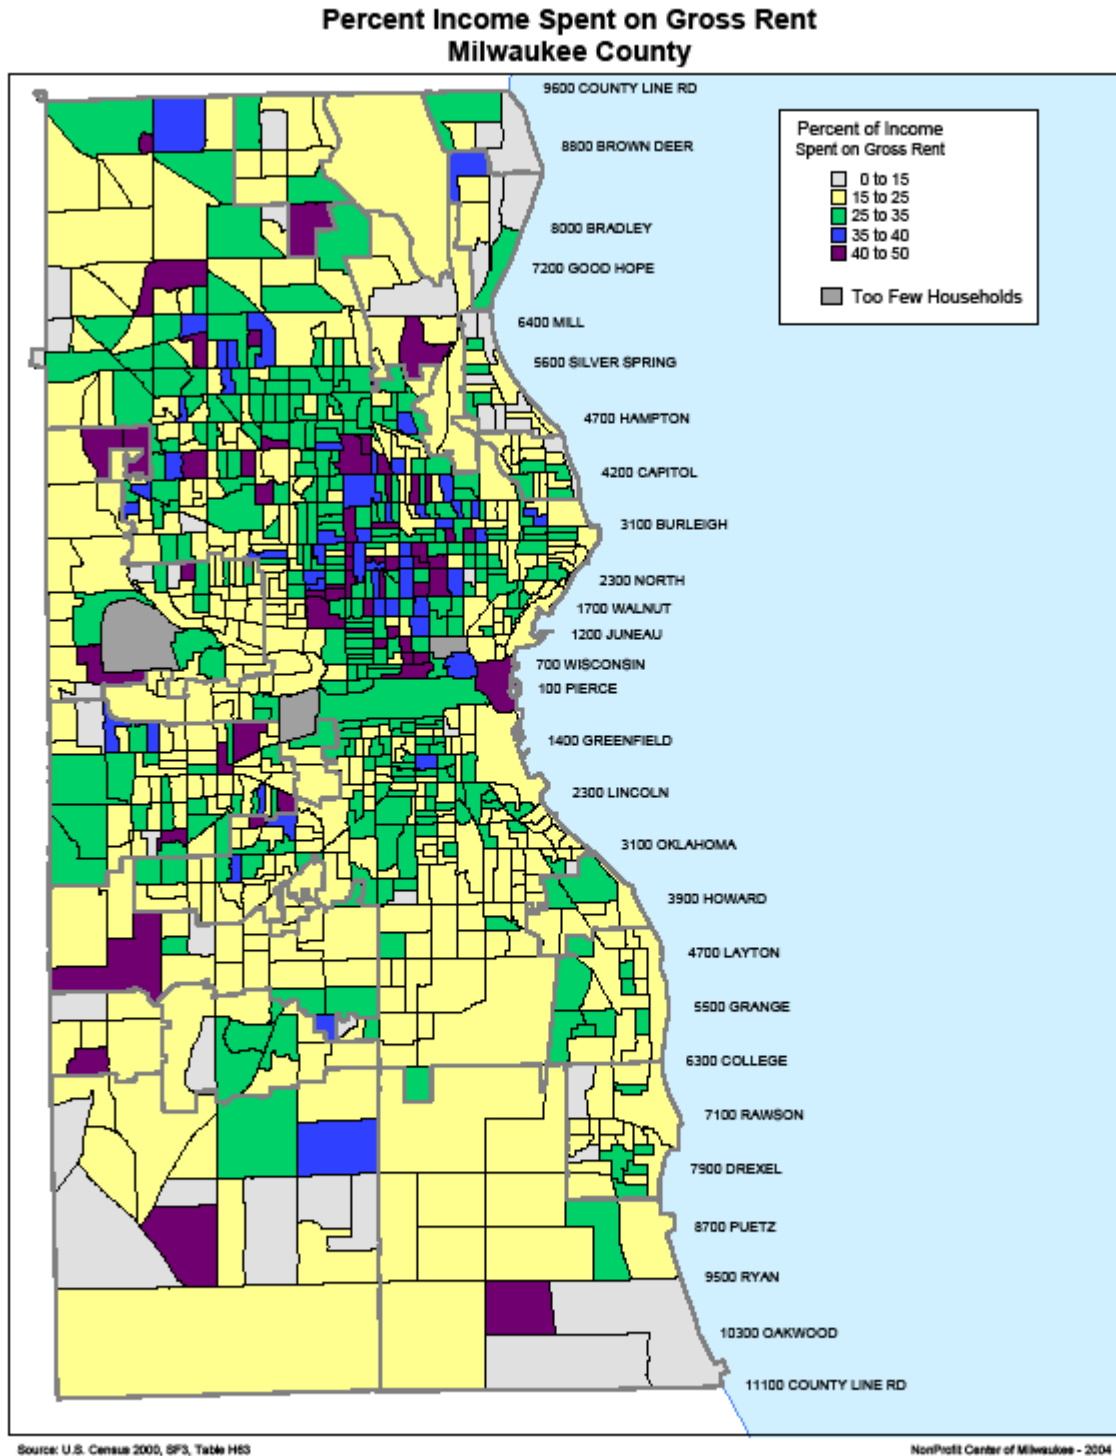 Percent Income Spent on Gross Rent
Milwaukee County
9600 COUNTY LINE RD
Percent of Income
Spent on Gross Rent
0 to 15
15 to 25
25 to 35
35 to 40
40 to 50
Too Few Households
8800 BROWN DEER
8000 BRADLEY
7200 GOOD HOPE
6400 MILL
5600 SILVER SPRING
4700 HAMPTON
4200 CAPITOL
3100 BURLEIGH
2300 NORTH
1700 WALNUT
1200 JUNEAU
700 WISCONSIN
100 PIERCE
1400 GREENFIELD
2300 LINCOLN
3100 OKLAHOMA
3900 HOWARD
4700 LAYTON
5500 GRANGE
6300 COLLEGE
7100 RAWSON
7900 DREXEL
8700 PUETZ
9500 RYAN
10300 OAKWOOD
11100 COUNTY LINE RD
Source: U.S. Census 2000, SF3, Table H63
NonProfit Center of Milwaukee - 2004